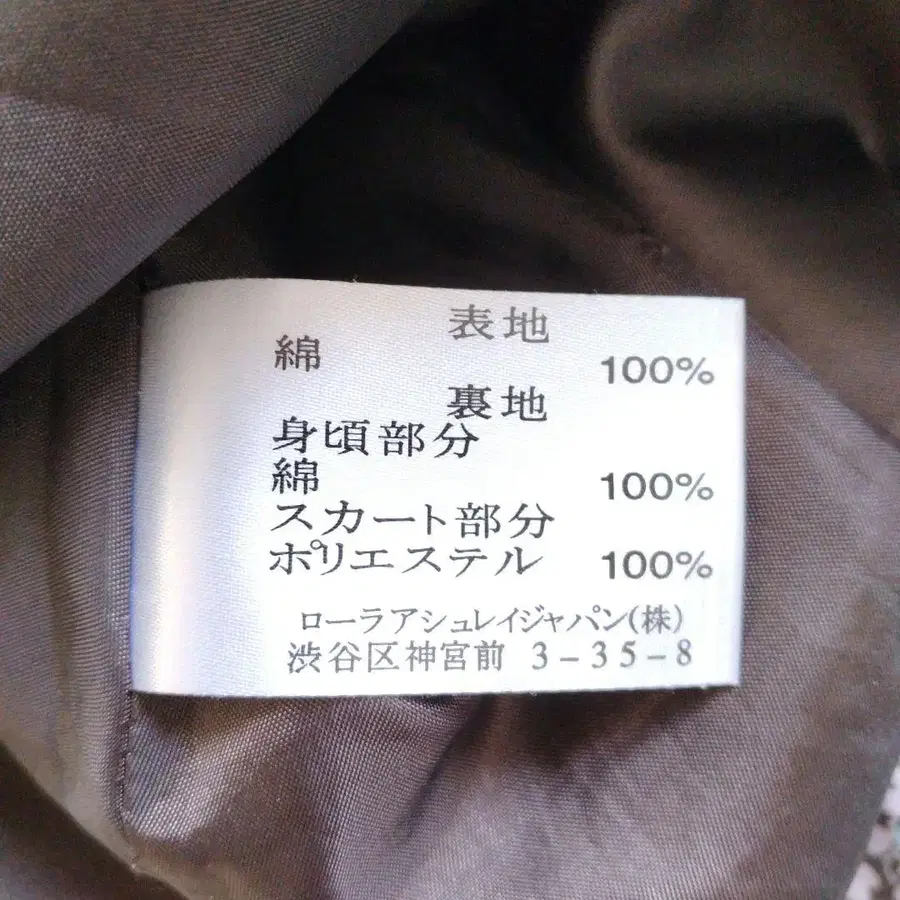 表地
綿 100%
裏地
身頃部分
綿 100%
スカート部分
ポリエステル 100%
ローラアシュレイジャパン(株)
渋谷区神宮前 3-35-8